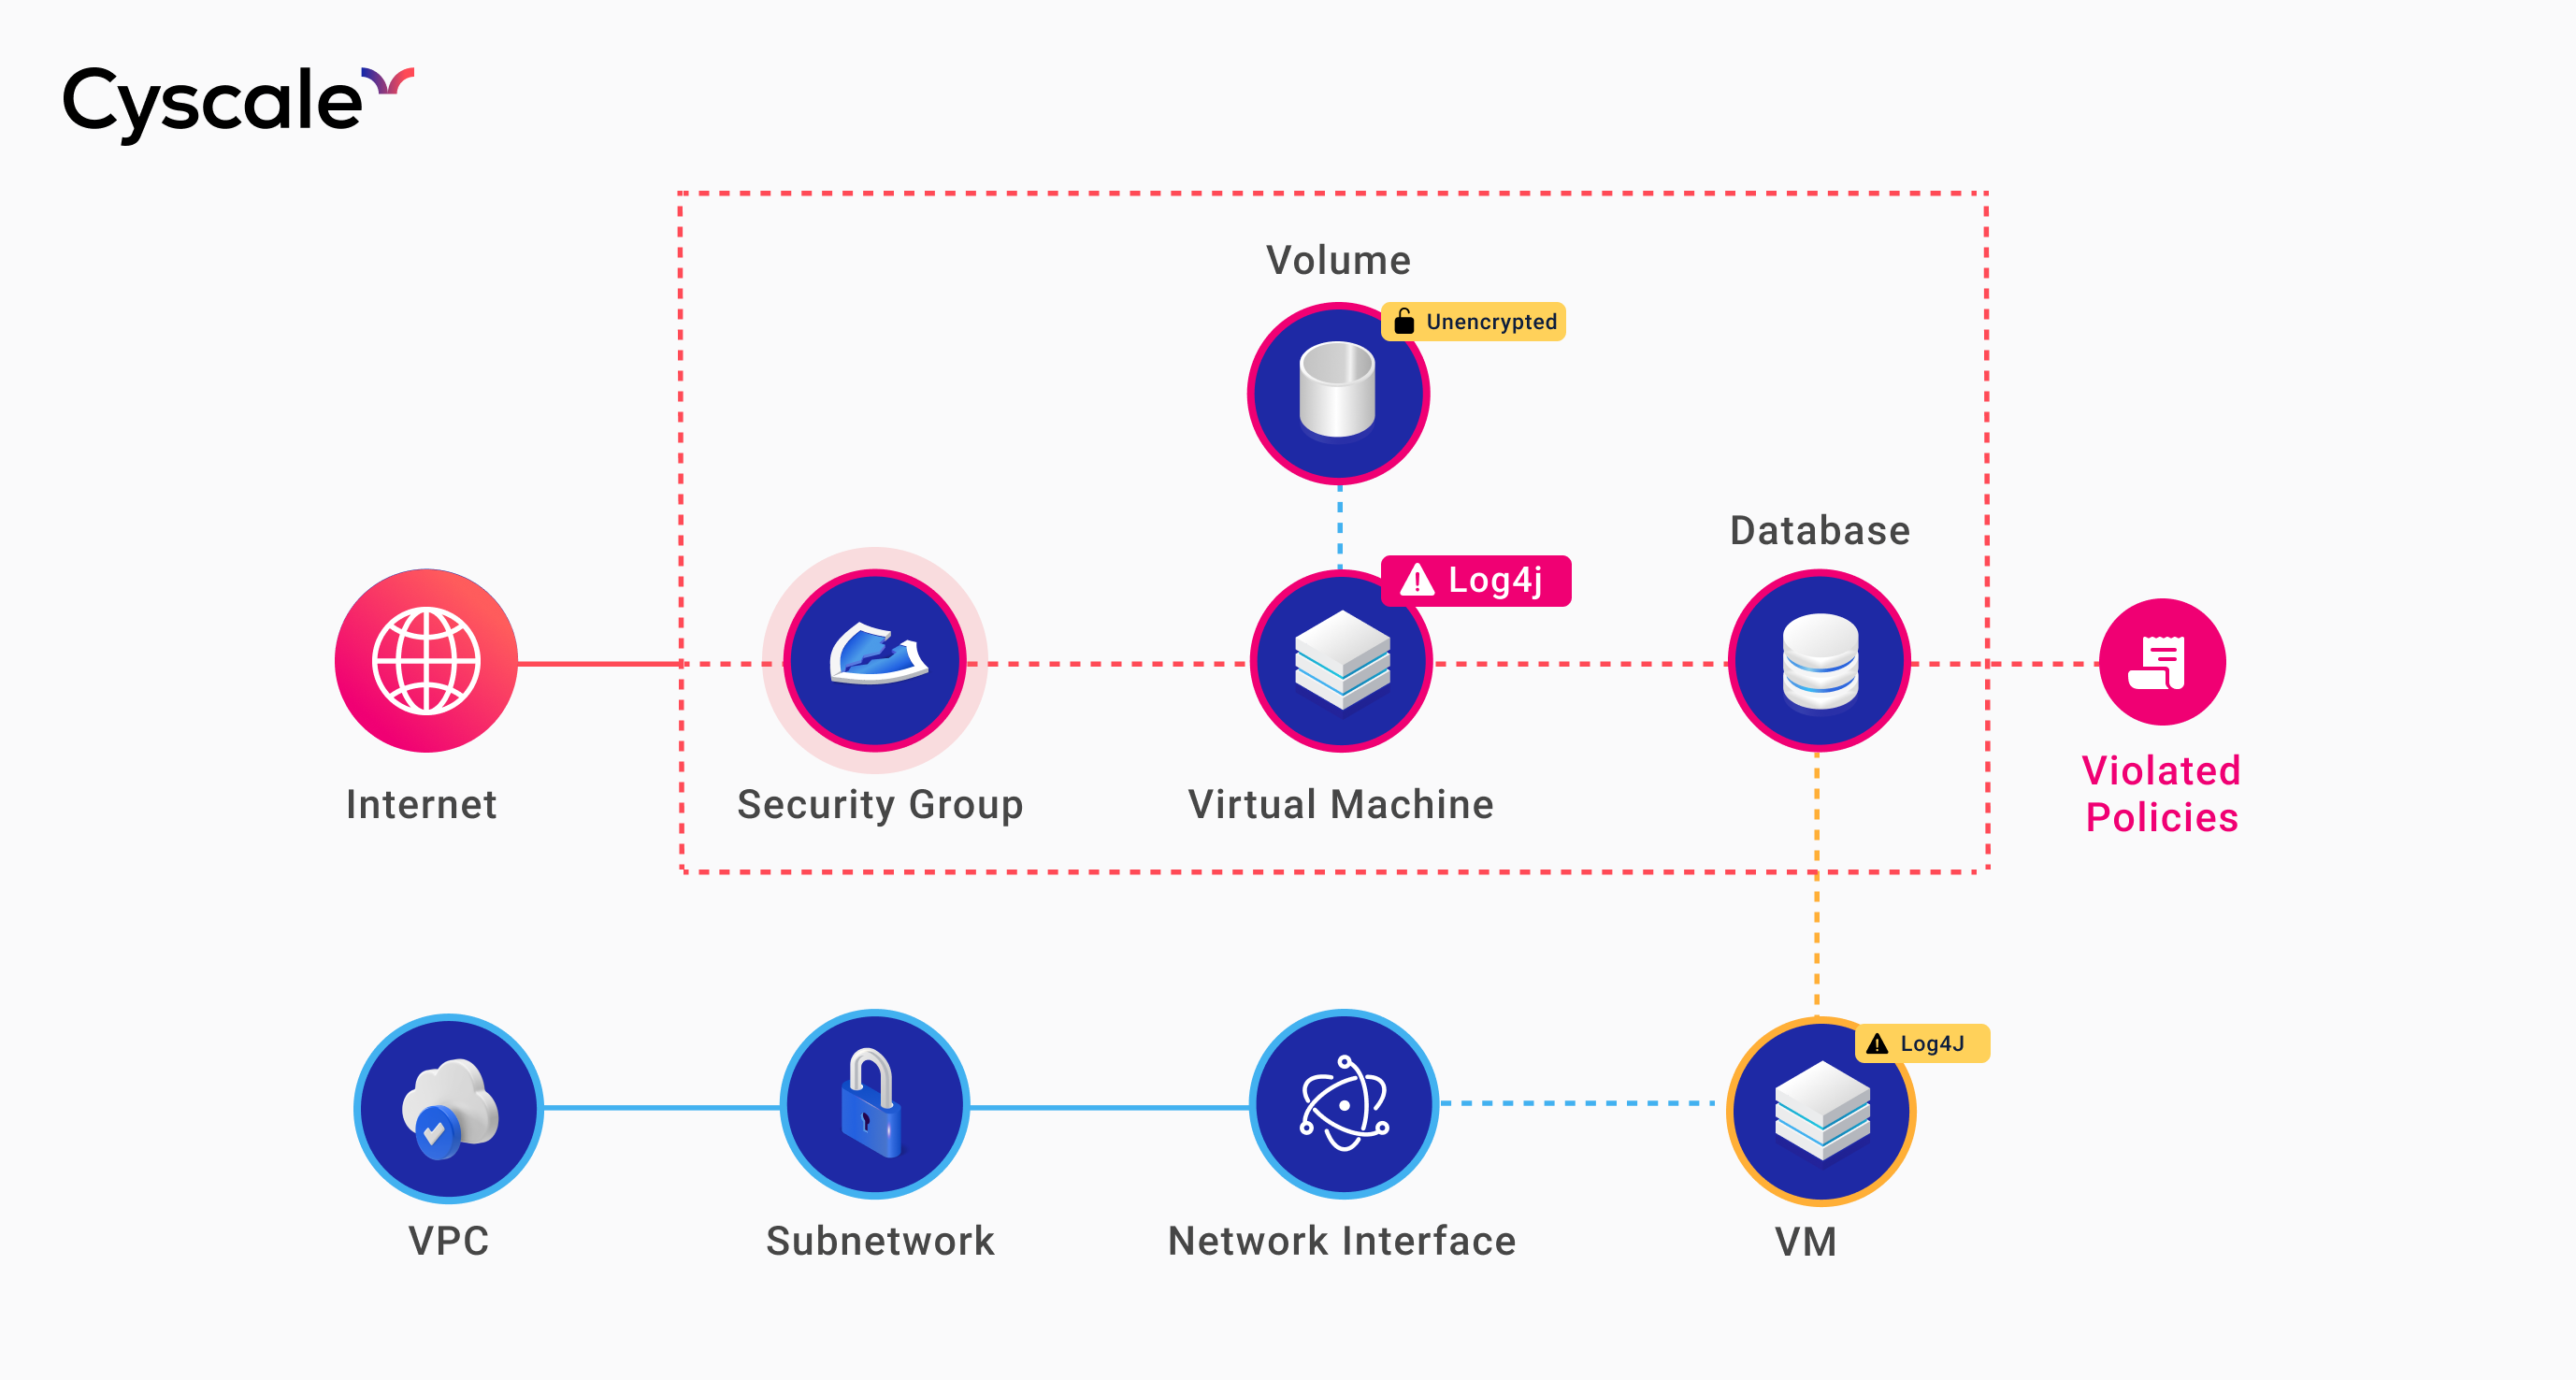 Cyscale
Volume
Unencrypted
Database
Log4j
Internet
Security Group
Virtual Machine
Violated
Policies
Log4J
VPC
Subnetwork
Network Interface
VM